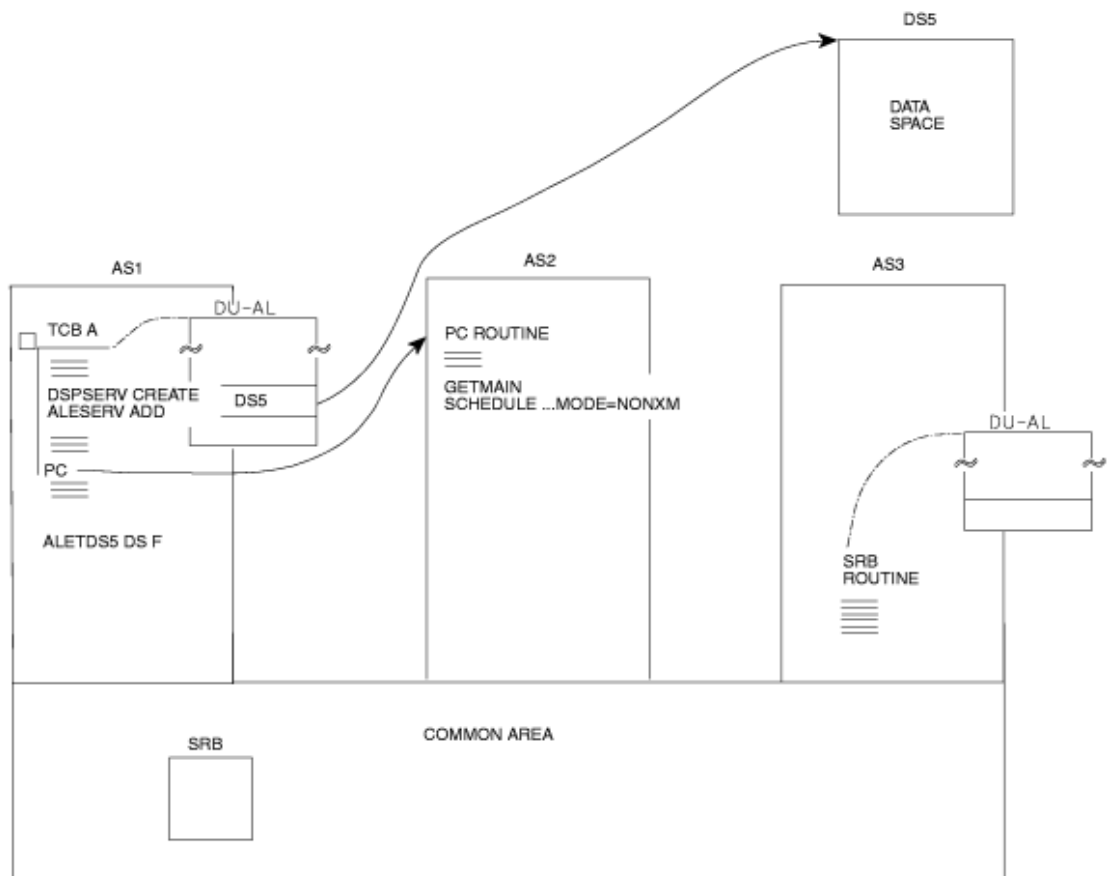 DS5
DATA
SPACE
AS1
AS2
AS3
DU-AL
TCB A
DSPSERV CREATE
ALESERV ADD
DS5
PC
ALETDS5 DS F
PC ROUTINE
GETMAIN
SCHEDULE ...MODE=NONXM
DU-AL
SRB
ROUTINE
COMMON AREA
SRB